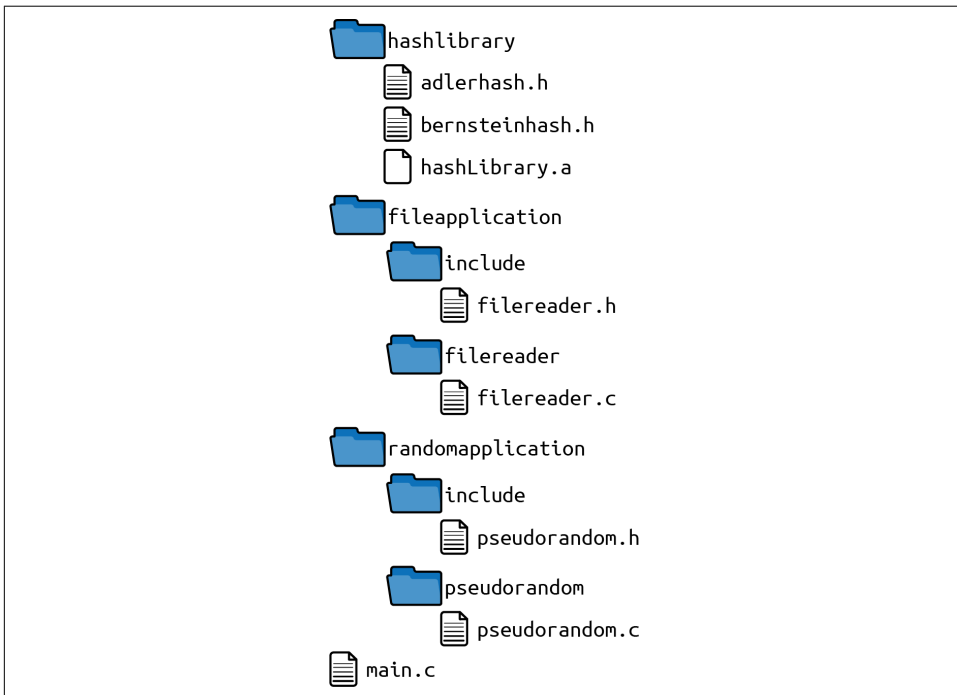 hashlibrary
adlerhash.h
bernsteinhash.h
hashLibrary.a
fileapplication
include
filereader.h
filereader
filereader.c
randomapplication
include
pseudorandom.h
pseudorandom
pseudorandom.c
main.c